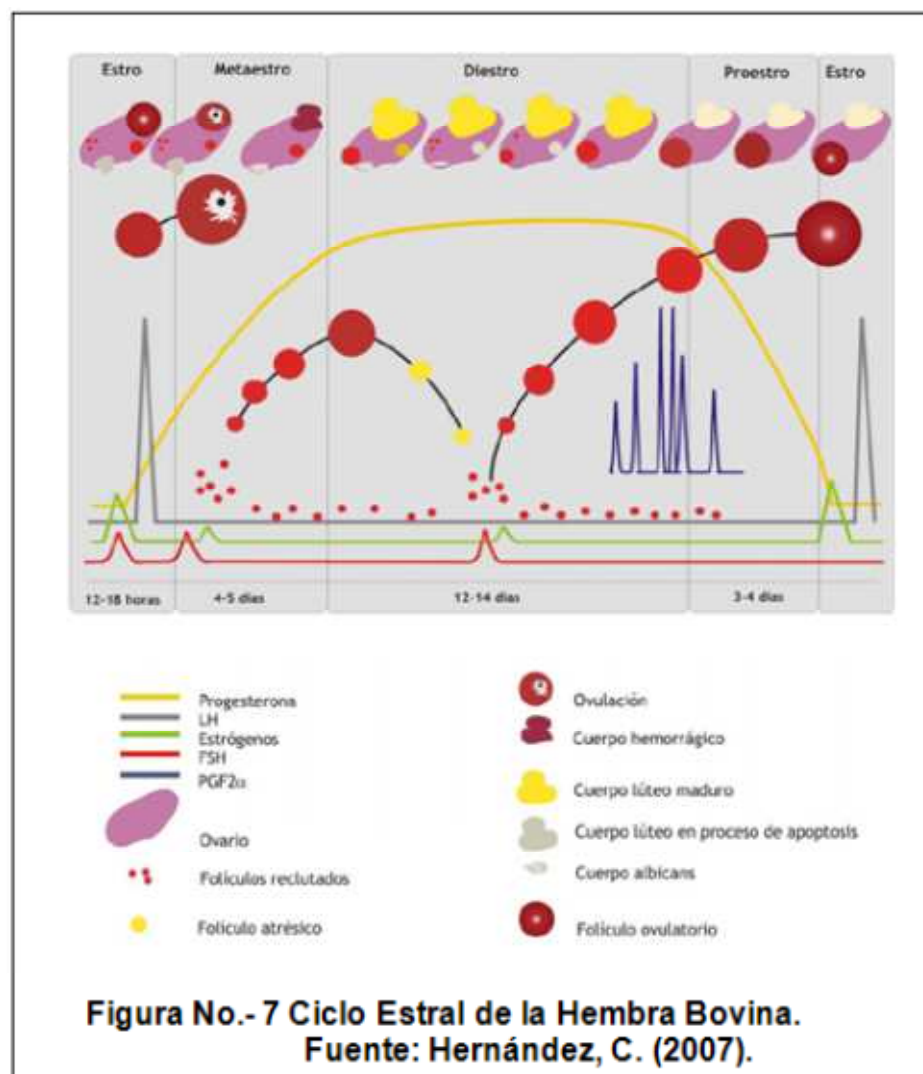 Estro Metaestro Diestro Proestro Estro
12-18 horas 4-5 días 12-14 días 3-4 días
Progesterona
LH
Estrógenos
FSH
PGF2α
Ovario
Folículos reclutados
Folículo atrésico
Ovulación
Cuerpo hemorrágico
Cuerpo lúteo maduro
Cuerpo lúteo en proceso de apoptosis
Cuerpo albicans
Folículo ovulatorio
Figura No.- 7 Ciclo Estral de la Hembra Bovina.
Fuente: Hernández, C. (2007).